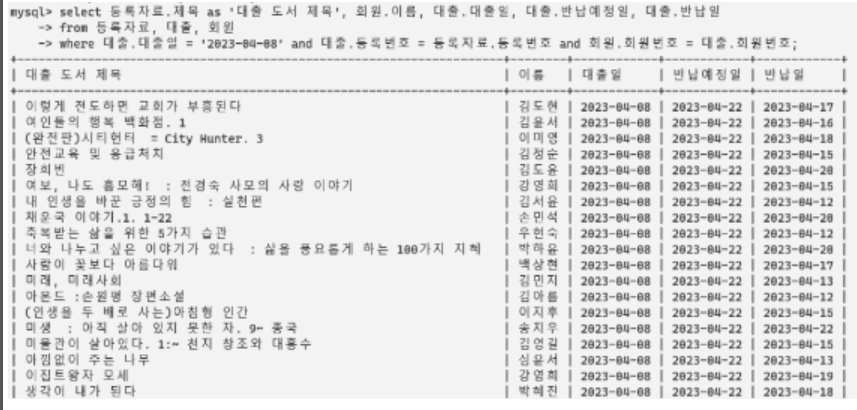 mysql> select 등록자료.제목 as '대출 도서 제목', 회원.이름, 대출.대출일, 대출.반납예정일, 대출.반납일
-> from 등록자료, 대출, 회원
-> where 대출.대출일 = '2023-04-08' and 대출.등록번호 = 등록자료.등록번호 and 회원.회원번호 = 대출.회원번호;
| 대출 도서 제목 | 이름 | 대출일 | 반납예정일 | 반납일 |
| 이렇게 전도하면 교회가 부흥된다 | 김도현 | 2023-04-08 | 2023-04-22 | 2023-04-17 |
| 여인들의 행복 백화점. 1 | 김윤서 | 2023-04-08 | 2023-04-22 | 2023-04-16 |
| (완전판)시티헌터 = City Hunter. 3 | 이미영 | 2023-04-08 | 2023-04-22 | 2023-04-18 |
| 안전교육 및 응급처치 | 김정순 | 2023-04-08 | 2023-04-22 | 2023-04-15 |
| 장희빈 | 김도윤 | 2023-04-08 | 2023-04-22 | 2023-04-20 |
| 여보, 나도 흠모해! : 전경숙 사모의 사랑 이야기 | 강영희 | 2023-04-08 | 2023-04-22 | 2023-04-15 |
| 내 인생을 바꾼 긍정의 힘 : 실천편 | 김서윤 | 2023-04-08 | 2023-04-22 | 2023-04-12 |
| 채운국 이야기.1. 1-22 | 손민석 | 2023-04-08 | 2023-04-22 | 2023-04-20 |
| 축복받는 삶을 위한 5가지 습관 | 우현숙 | 2023-04-08 | 2023-04-22 | 2023-04-12 |
| 너와 나누고 싶은 이야기가 있다 : 삶을 풍요롭게 하는 100가지 지혜 | 박하윤 | 2023-04-08 | 2023-04-22 | 2023-04-20 |
| 사람이 꽃보다 아름다워 | 백상현 | 2023-04-08 | 2023-04-22 | 2023-04-17 |
| 미래, 미래사회 | 김민지 | 2023-04-08 | 2023-04-22 | 2023-04-13 |
| 아몬드 :손원평 장편소설 | 김아름 | 2023-04-08 | 2023-04-22 | 2023-04-12 |
| (인생을 두 배로 사는)아침형 인간 | 이지후 | 2023-04-08 | 2023-04-22 | 2023-04-15 |
| 미생 : 아직 살아 있지 못한 자. 9~ 종국 | 송지우 | 2023-04-08 | 2023-04-22 | 2023-04-22 |
| 미물관이 살아있다. 1:~ 천지 창조와 대홍수 | 김영길 | 2023-04-08 | 2023-04-22 | 2023-04-15 |
| 아낌없이 주는 나무 | 심윤서 | 2023-04-08 | 2023-04-22 | 2023-04-13 |
| 이집트왕자 모세 | 강영희 | 2023-04-08 | 2023-04-22 | 2023-04-19 |
| 생각이 내가 된다 | 박혜진 | 2023-04-08 | 2023-04-22 | 2023-04-18 |